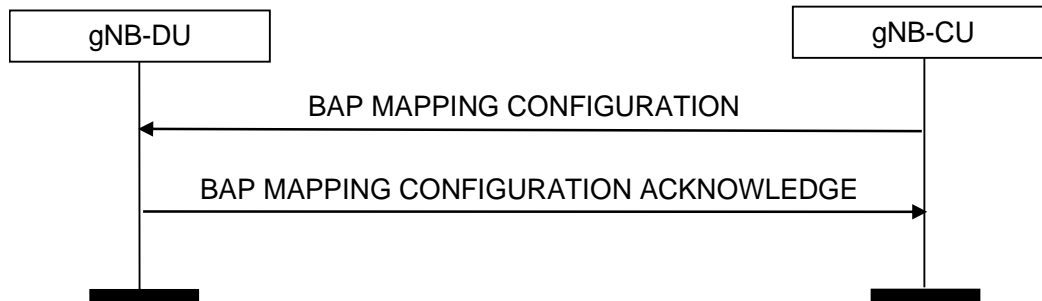 gNB-DU
gNB-CU
BAP MAPPING CONFIGURATION
BAP MAPPING CONFIGURATION ACKNOWLEDGE